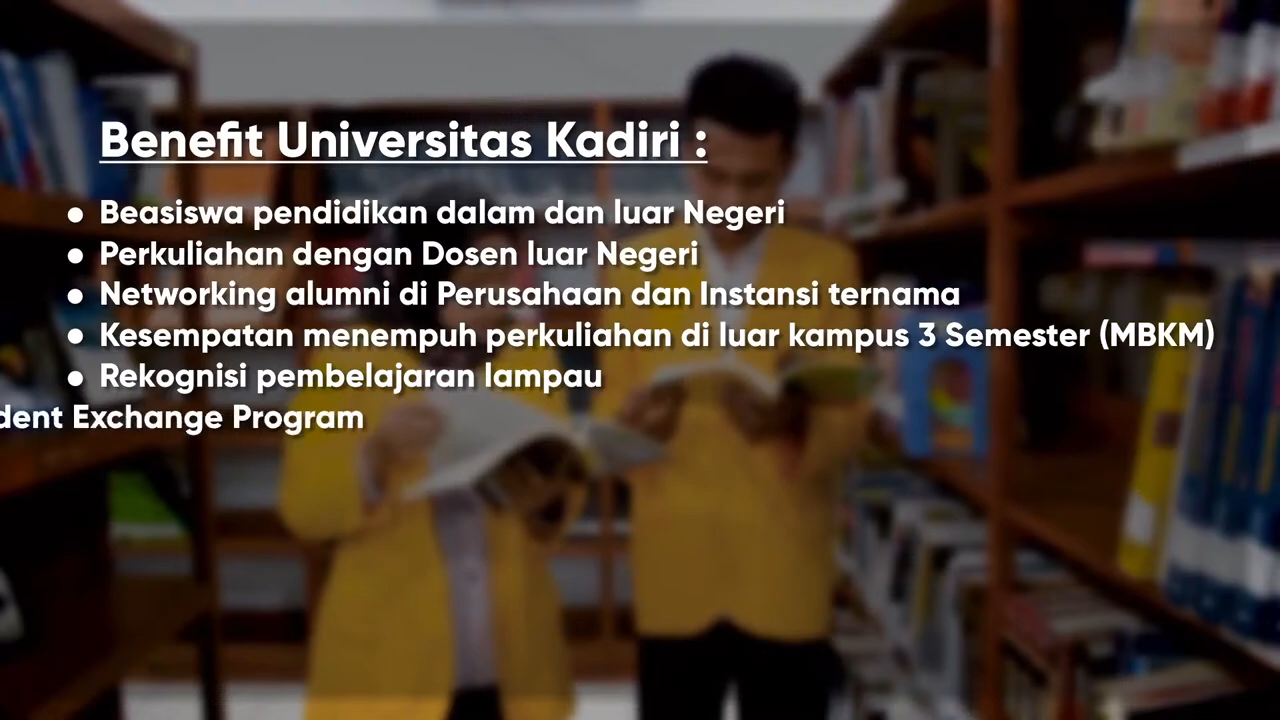 Benefit Universitas Kadiri :
● Beasiswa pendidikan dalam dan luar Negeri
● Perkuliahan dengan Dosen luar Negeri
● Networking alumni di Perusahaan dan Instansi ternama
● Kesempatan menempuh perkuliahan di luar kampus 3 Semester (MBKM)
● Rekognisi pembelajaran lampau
dent Exchange Program